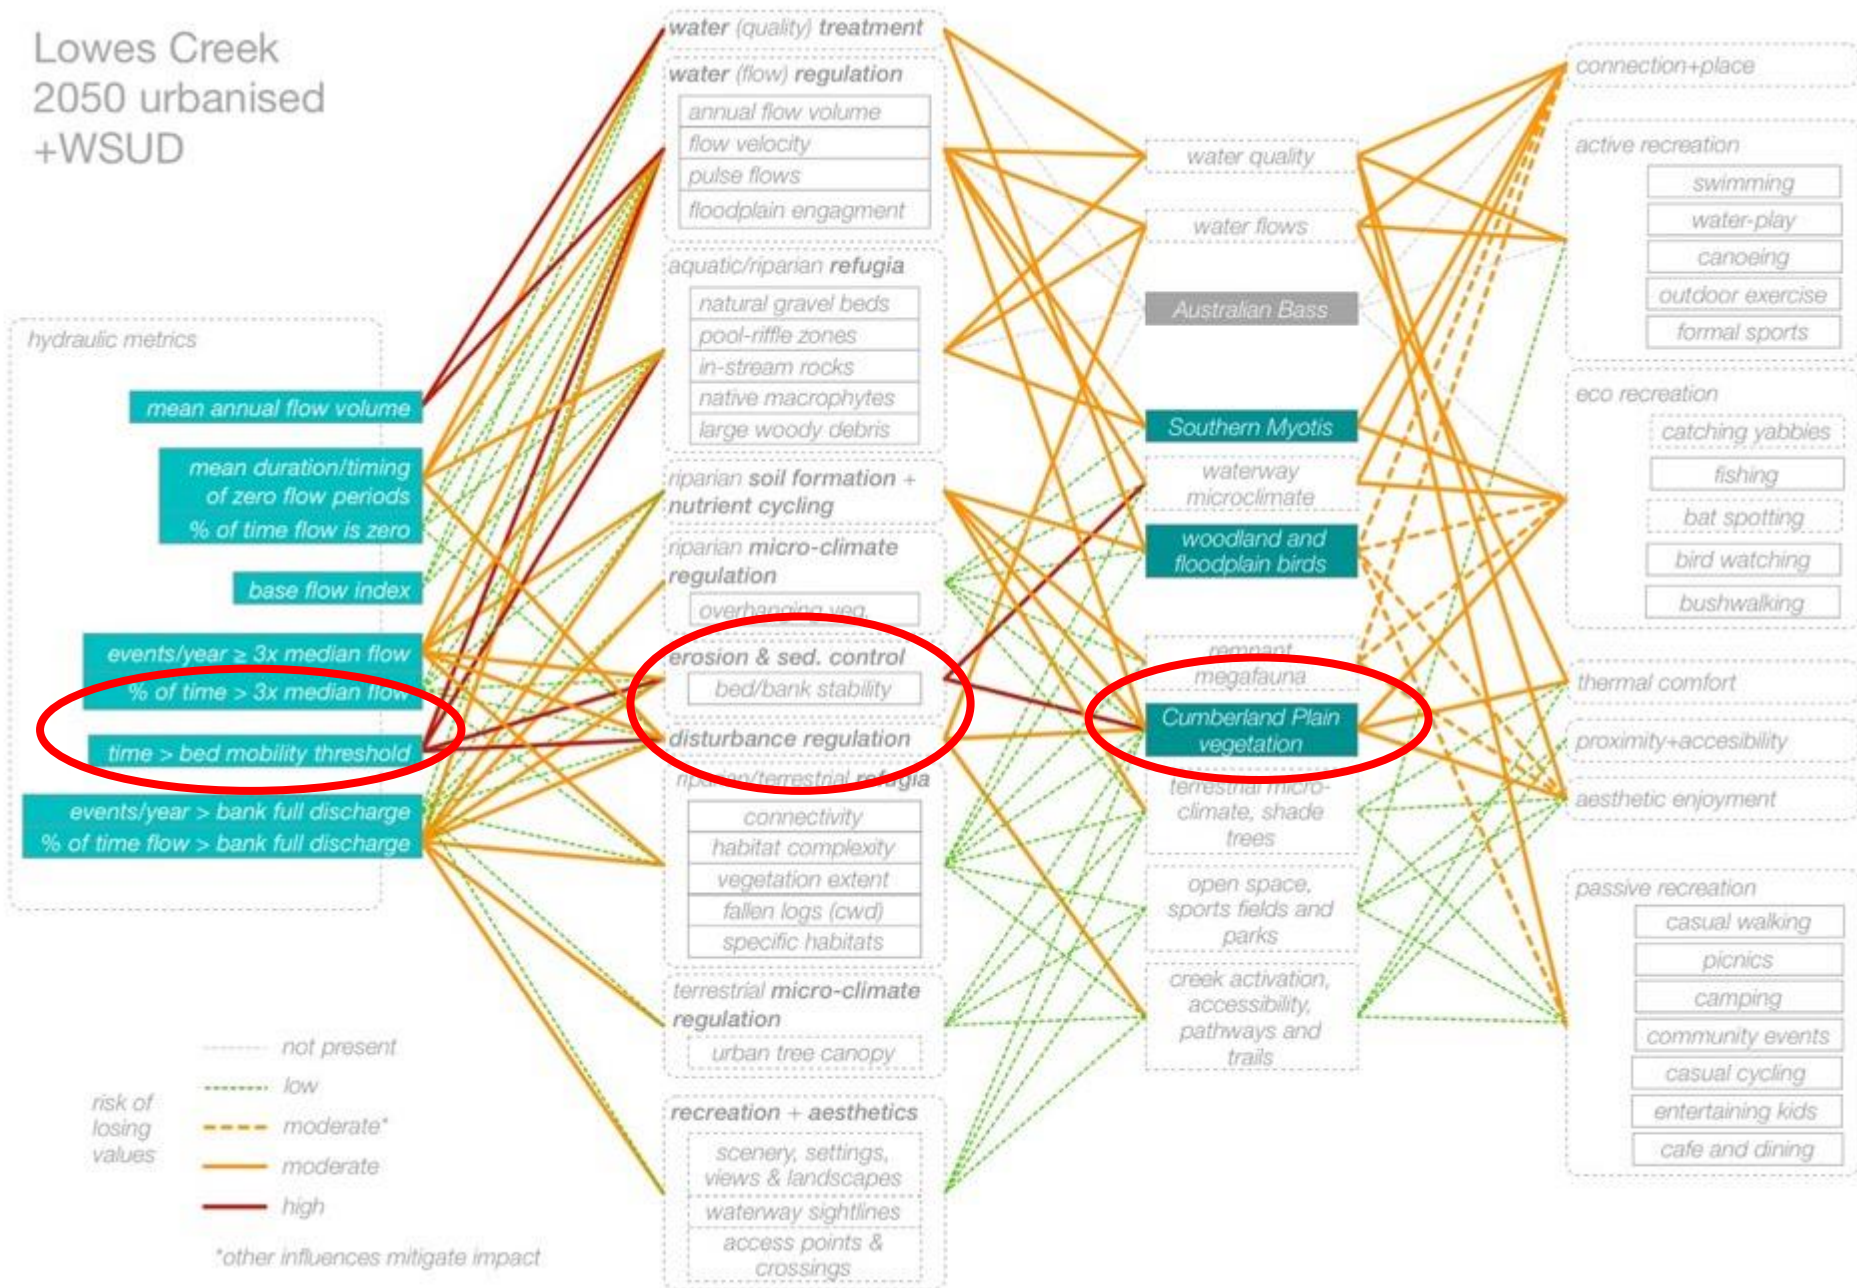 Lowes Creek
2050 urbanised
+WSUD
hydraulic metrics
mean annual flow volume
mean duration/timing
of zero flow periods
% of time flow is zero
base flow index
events/year ≥ 3x median flow
% of time > 3x median flow
time > bed mobility threshold
events/year > bank full discharge
% of time flow > bank full discharge
risk of
losing
values
not present
low
moderate*
moderate
high
*other influences mitigate impact
water (quality) treatment
water (flow) regulation
annual flow volume
flow velocity
pulse flows
floodplain engagment
aquatic/riparian refugia
natural gravel beds
pool-riffle zones
in-stream rocks
native macrophytes
large woody debris
riparian soil formation +
nutrient cycling
riparian micro-climate
regulation
overhanging veg.
erosion & sed. control
bed/bank stability
disturbance regulation
riparian/terrestrial refugia
connectivity
habitat complexity
vegetation extent
fallen logs (cwd)
specific habitats
terrestrial micro-climate
regulation
urban tree canopy
recreation + aesthetics
scenery, settings,
views & landscapes
waterway sightlines
access points &
crossings
water quality
water flows
Australian Bass
Southern Myotis
waterway
microclimate
woodland and
floodplain birds
remnant
megafauna
Cumberland Plain
vegetation
terrestrial micro-
climate, shade
trees
open space,
sports fields and
parks
creek activation,
accessibility,
pathways and
trails
connection+place
active recreation
swimming
water-play
canoeing
outdoor exercise
formal sports
eco recreation
catching yabbies
fishing
bat spotting
bird watching
bushwalking
thermal comfort
proximity+accesibility
aesthetic enjoyment
passive recreation
casual walking
picnics
camping
community events
casual cycling
entertaining kids
cafe and dining